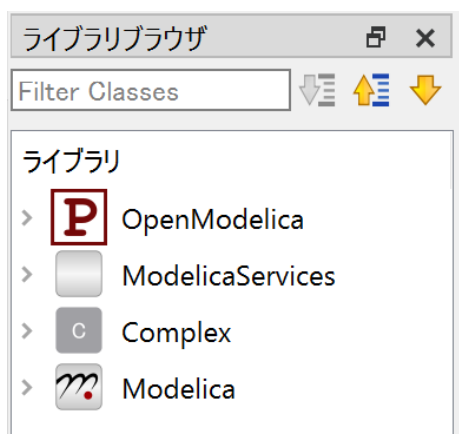 ライブラリブラウザ
Filter Classes
ライブラリ
P OpenModelica
ModelicaServices
C Complex
m Modelica